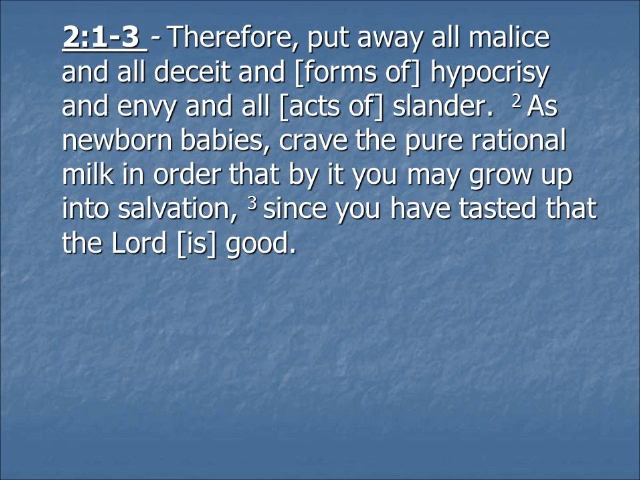 2:1-3 - Therefore, put away all malice
and all deceit and [forms of] hypocrisy
and envy and all [acts of] slander. 2 As
newborn babies, crave the pure rational
milk in order that by it you may grow up
into salvation, 3 since you have tasted that
the Lord [is] good.